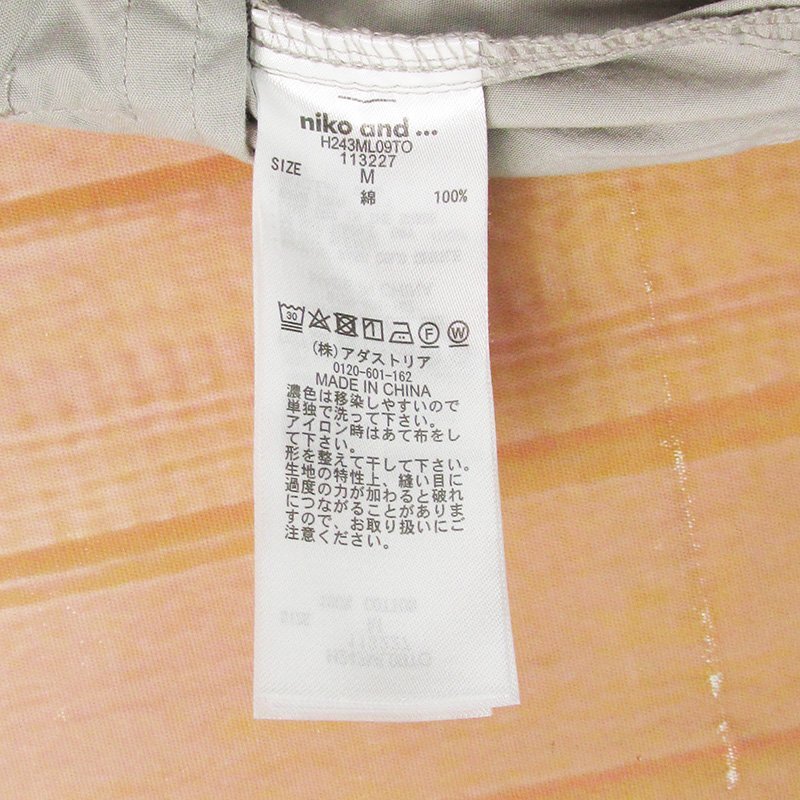 niko and ...
H243ML09TO
113227
SIZE M
綿 100%
30 F W
(株)アダストリア
0120-601-162
MADE IN CHINA
濃色は移染しやすいので
単独で洗って下さい。
アイロン時はあて布をし
て下さい。
形を整えて干して下さい。
生地の特性上、縫い目に
過度の力が加わると破れ
につながることがありま
すので、お取り扱いにご
注意ください。